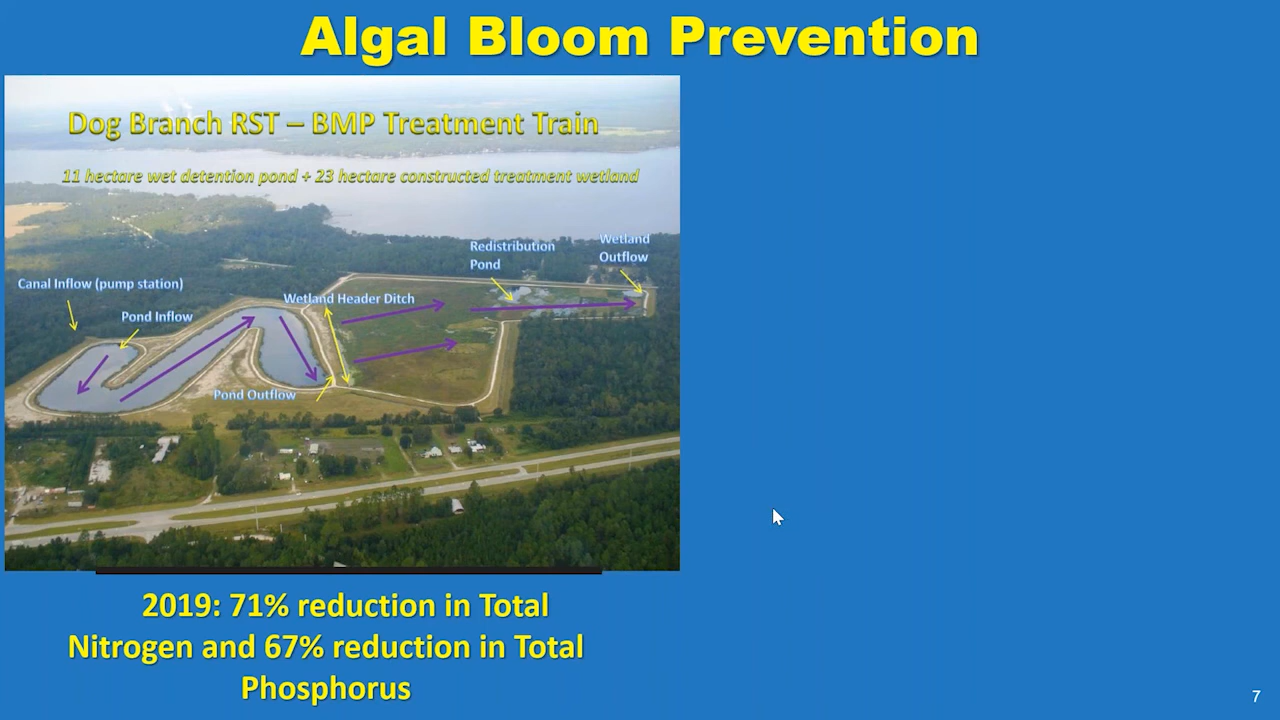 Algal Bloom Prevention
Dog Branch RST – BMP Treatment Train
11 hectare wet detention pond + 23 hectare constructed treatment wetland
Redistribution
Pond
Wetland
Outflow
Canal Inflow (pump station)
Wetland Header Ditch
Pond Inflow
Pond Outflow
2019: 71% reduction in Total
Nitrogen and 67% reduction in Total
Phosphorus
7